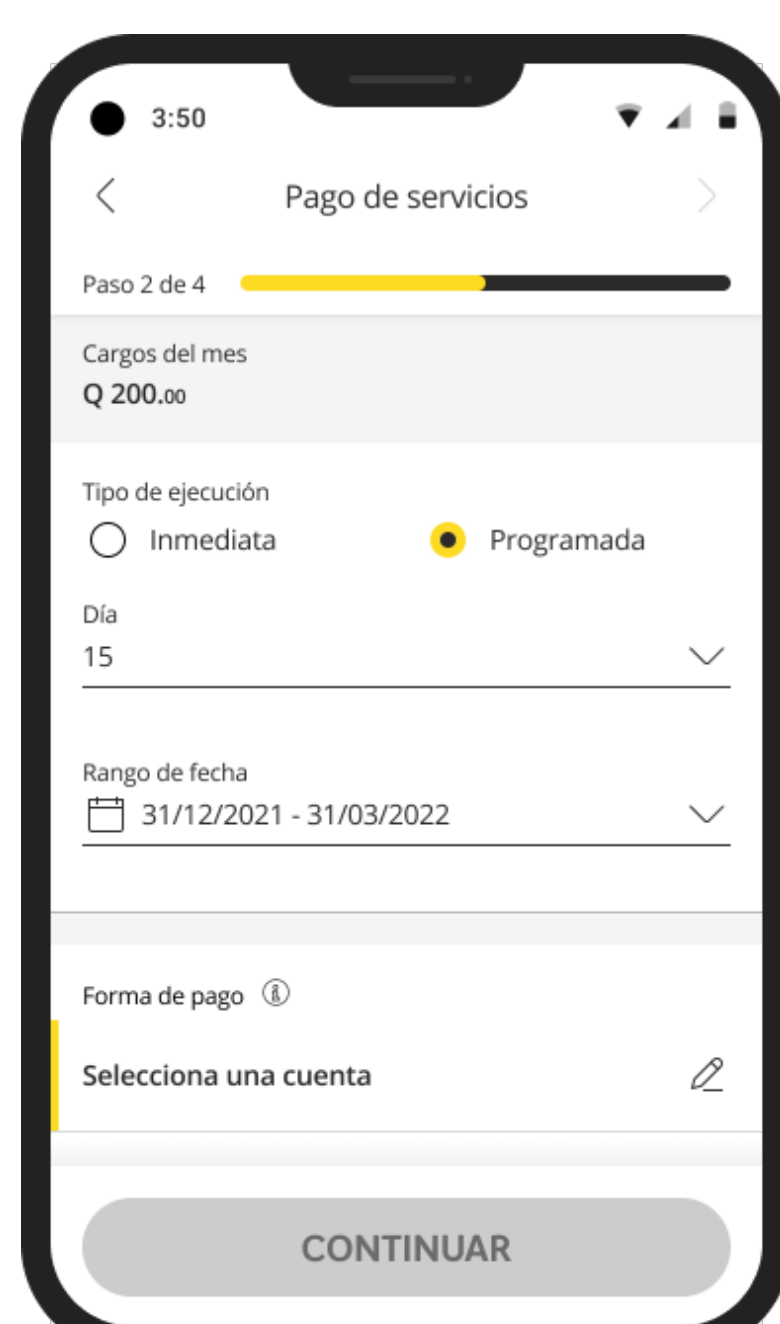 3:50
Pago de servicios
Paso 2 de 4
Cargos del mes
Q 200.00
Tipo de ejecución
Inmediata Programada
Día
15
Rango de fecha
31/12/2021 - 31/03/2022
Forma de pago
Selecciona una cuenta
CONTINUAR